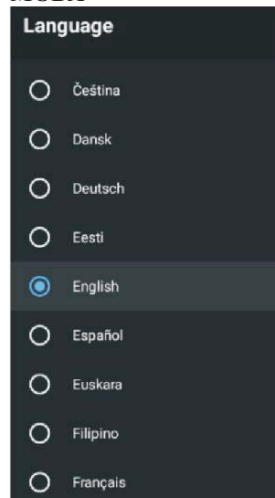 Language
Čeština
Dansk
Deutsch
Eesti
English
Español
Euskara
Filipino
Français